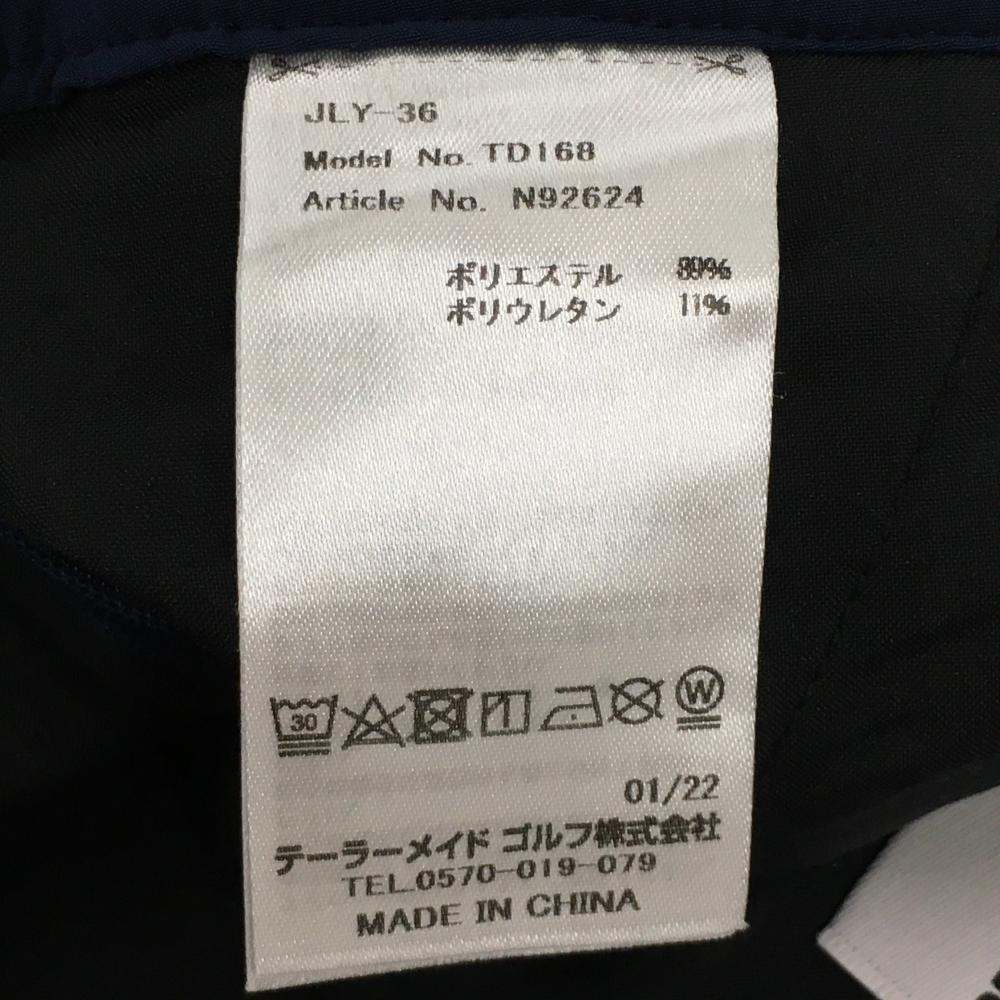 JLY-36
Model No. TD168
Article No. N92624
ポリエステル 89%
ポリウレタン 11%
30
W
01/22
テーラーメイド ゴルフ株式会社
TEL.0570-019-079
MADE IN CHINA